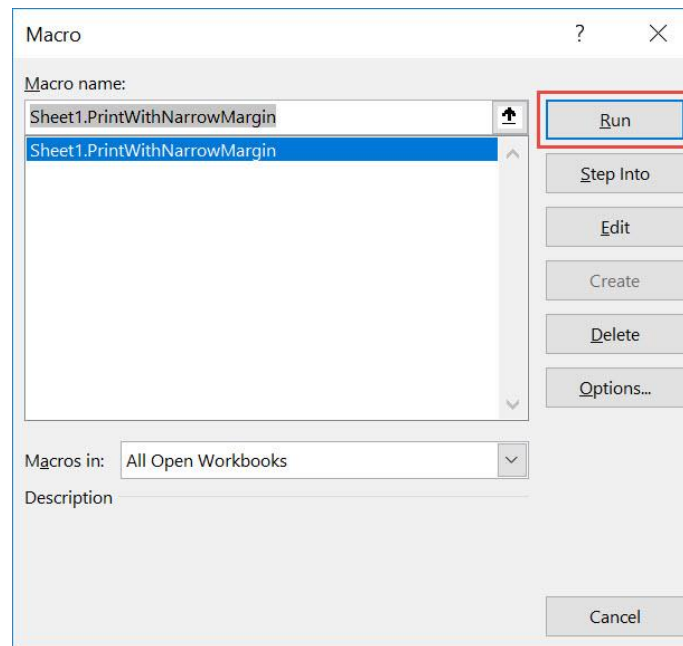 Macro ?
Macro name:
Sheet1.PrintWithNarrowMargin
Run
Sheet1.PrintWithNarrowMargin
Step Into
Edit
Create
Delete
Options...
Macros in: All Open Workbooks
Description
Cancel